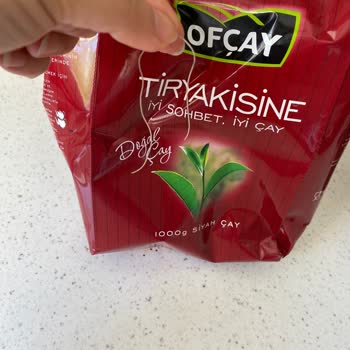 OFÇAY
TİRYAKİSİNE
İYİ SOHBET, İYİ ÇAY
Doğal
Çay
1000g SİYAH ÇAY